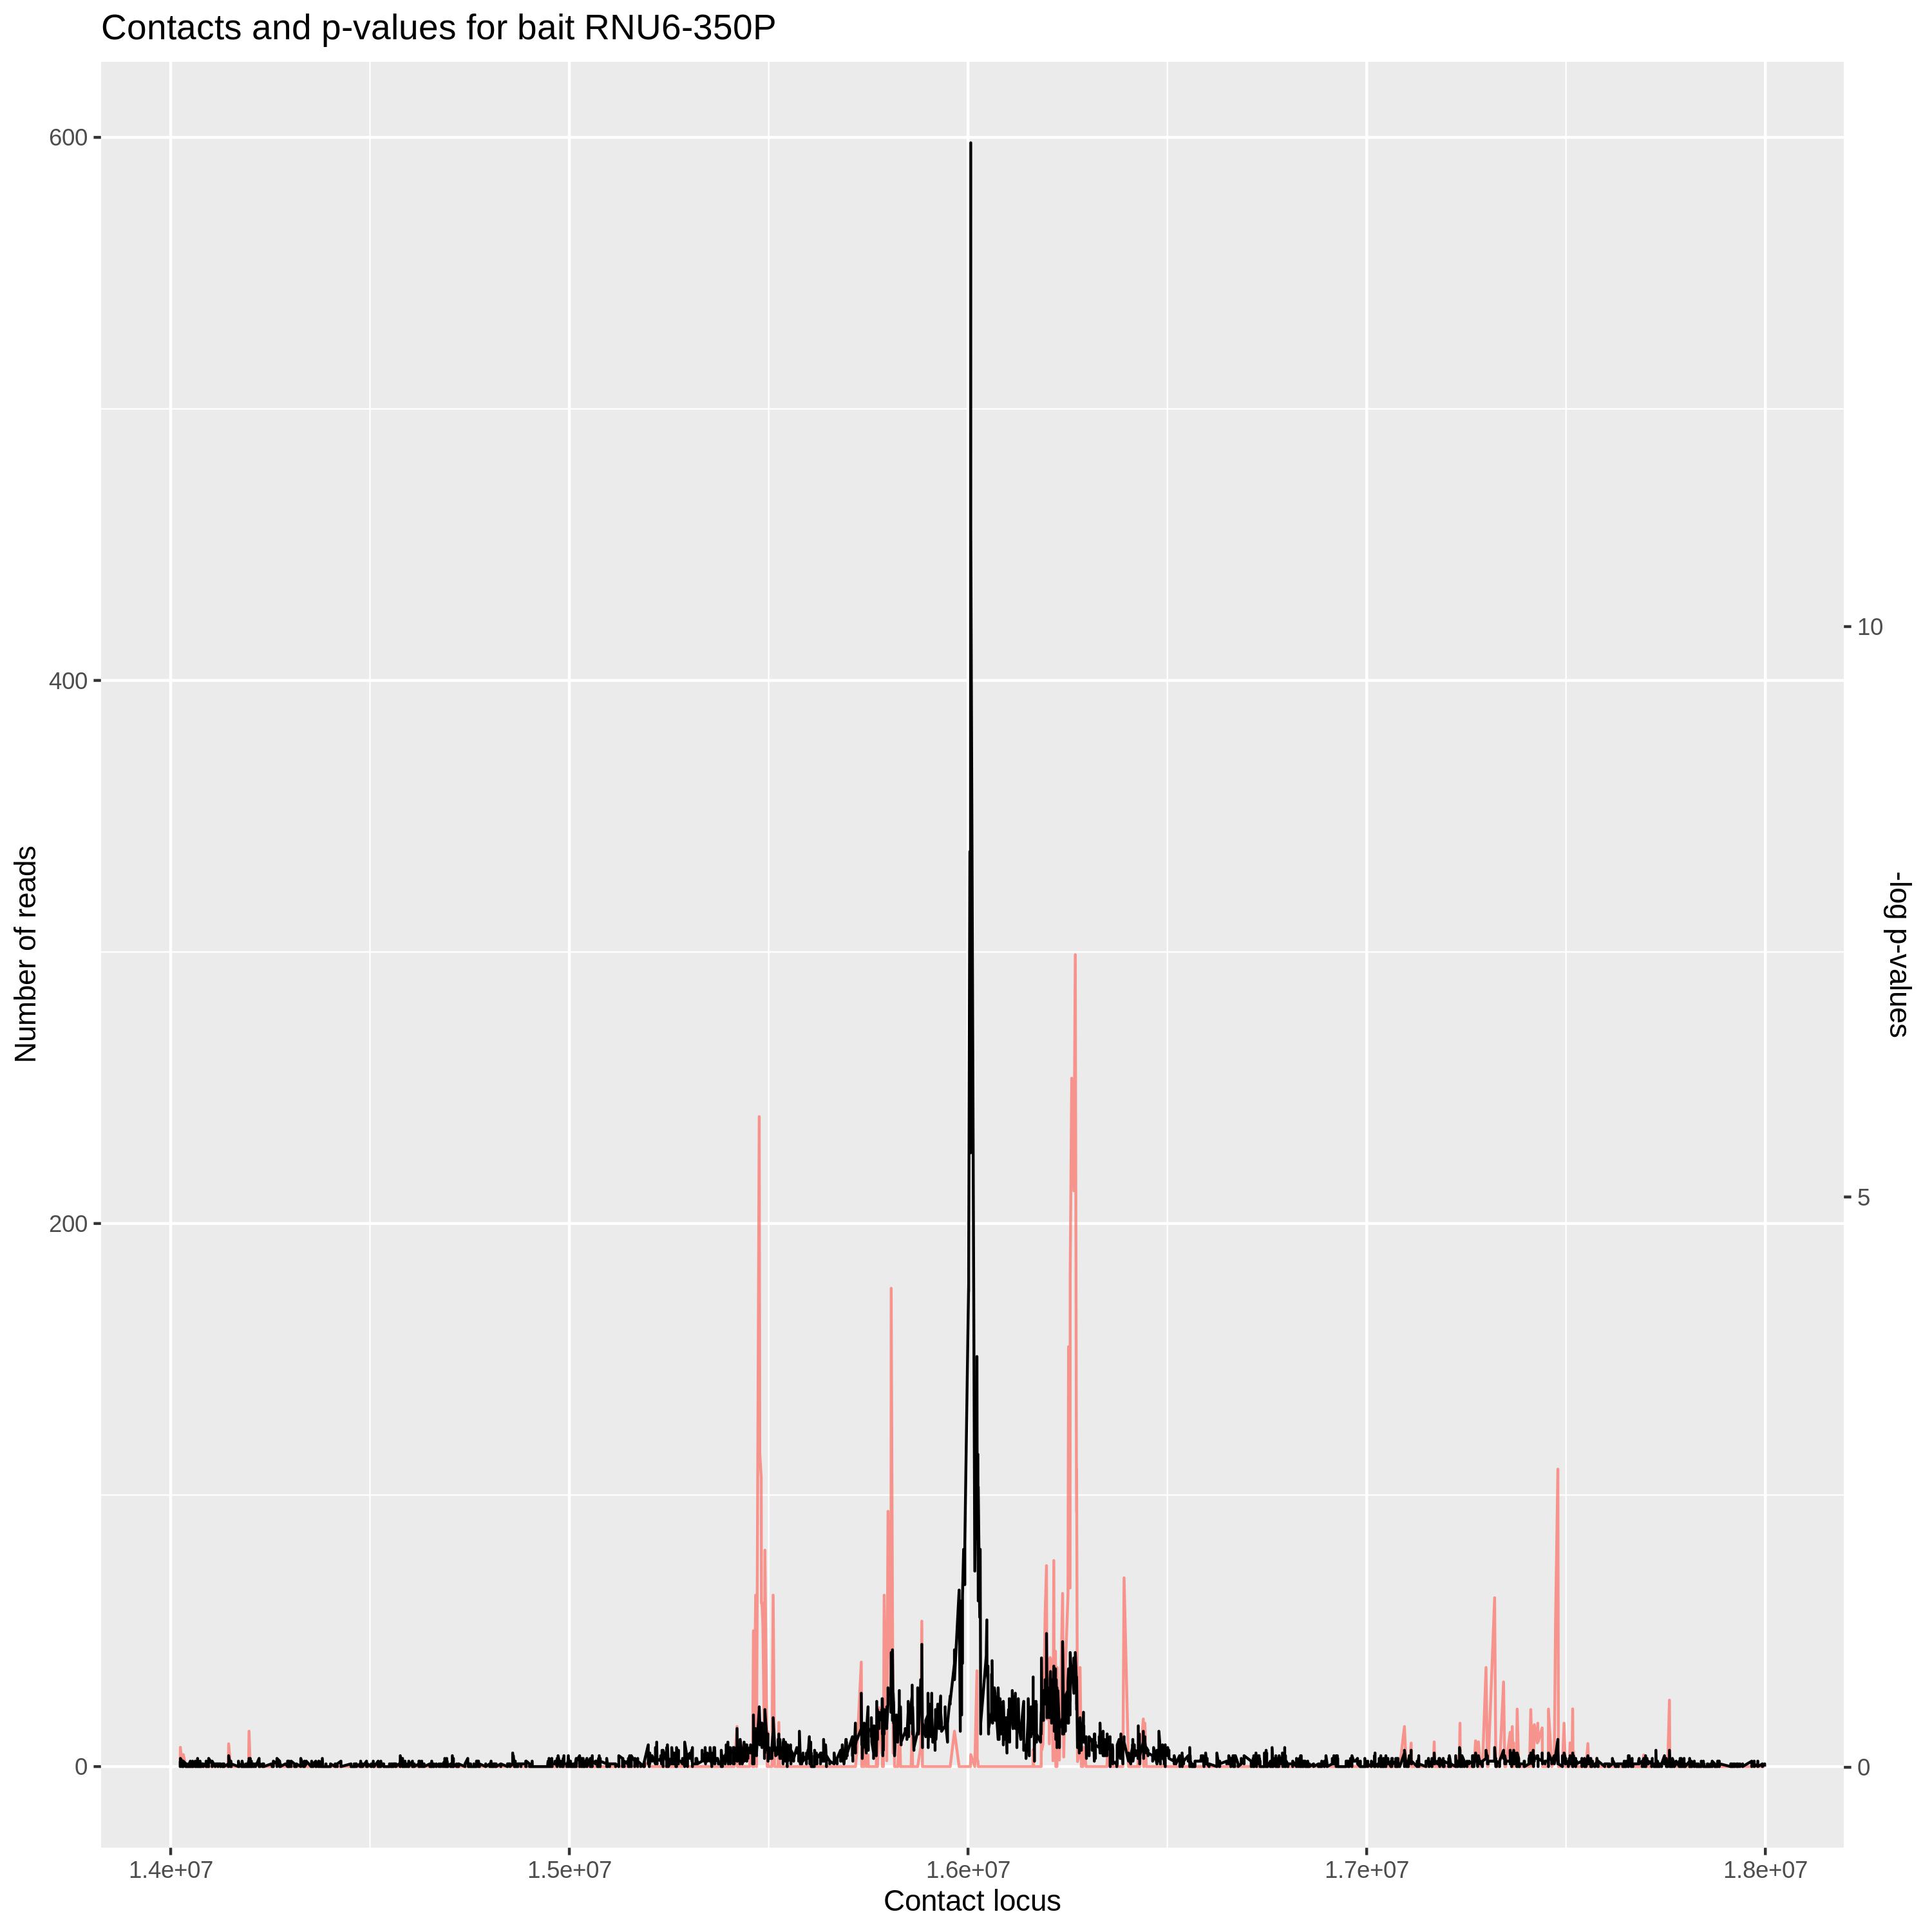 Contacts and p-values for bait RNU6-350P
600
400
200
0
Number of reads
10
5
0
-log p-values
1.4e+07 1.5e+07 1.6e+07 1.7e+07 1.8e+07
Contact locus